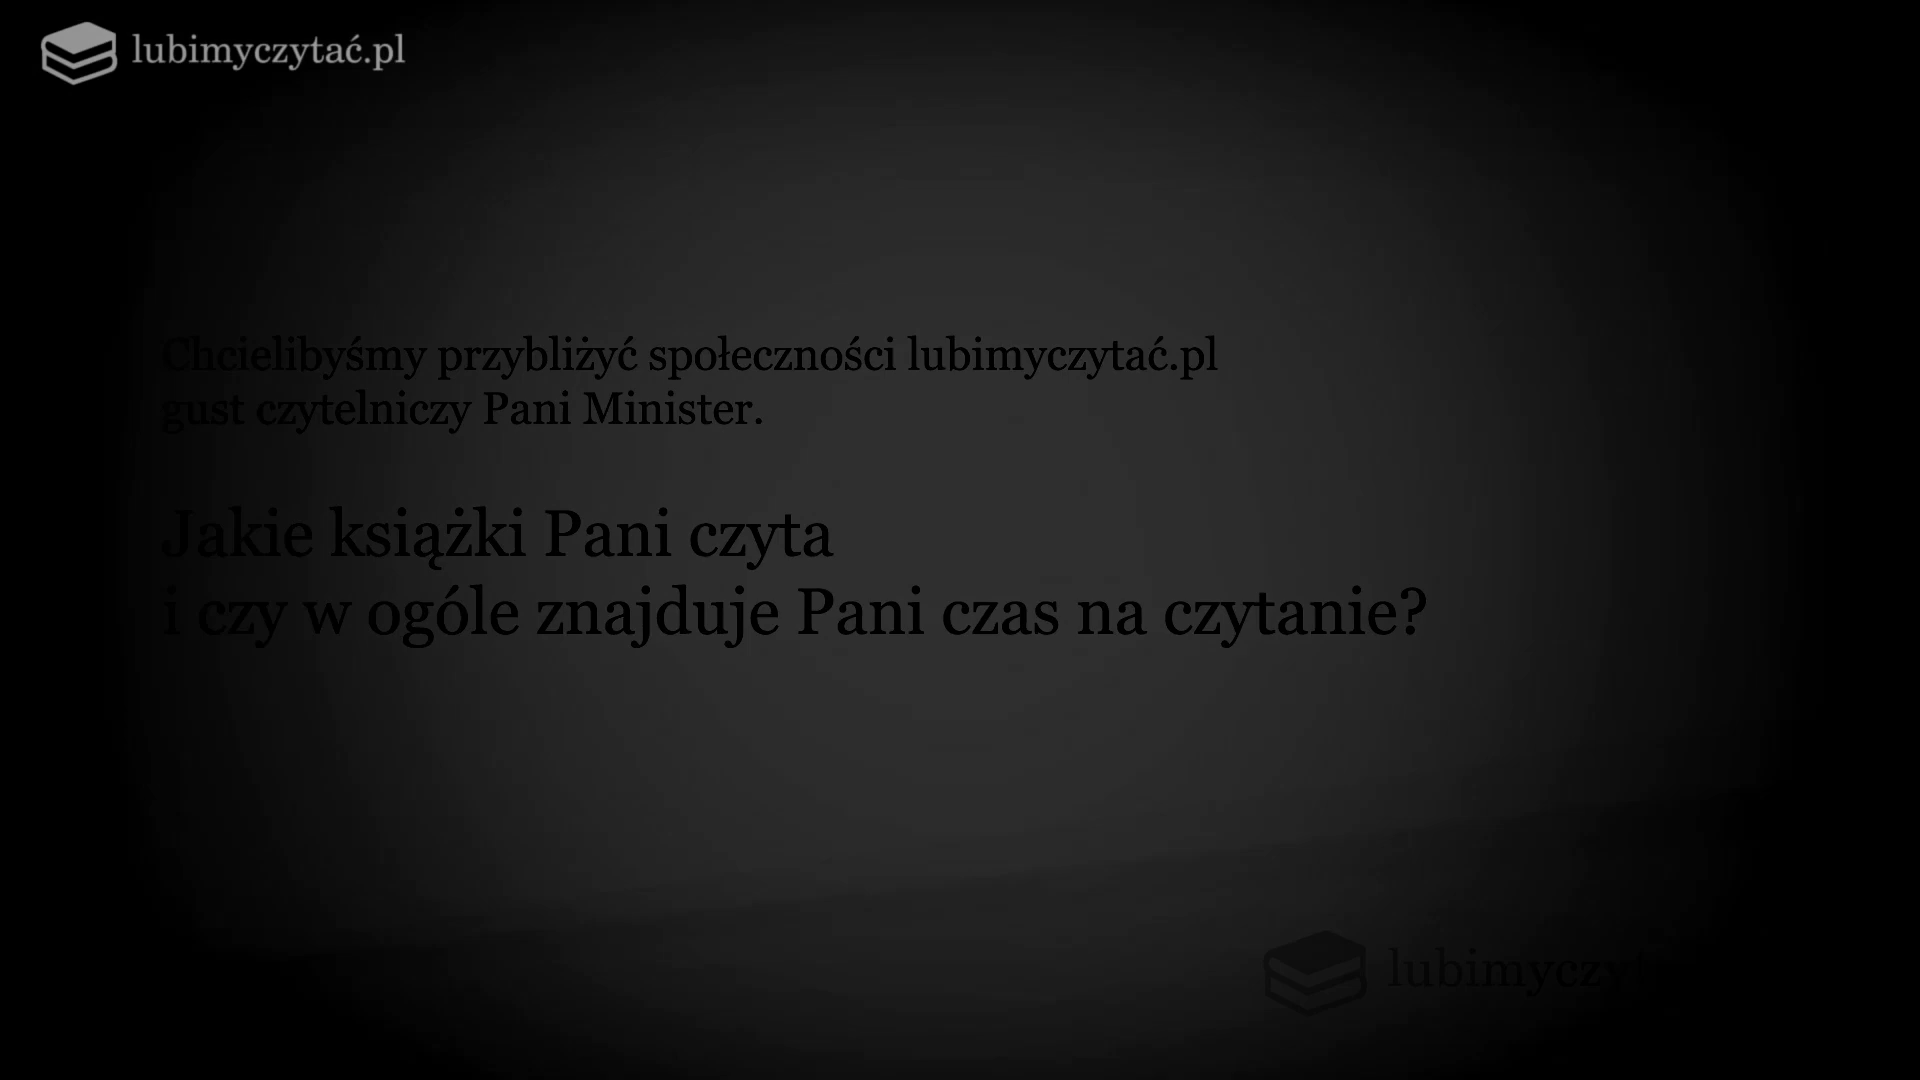 lubimyczytać.pl
Chcielibyśmy przybliżyć społeczności lubimyczytać.pl
gust czytelniczy Pani Minister.
Jakie książki Pani czyta
i czy w ogóle znajduje Pani czas na czytanie?